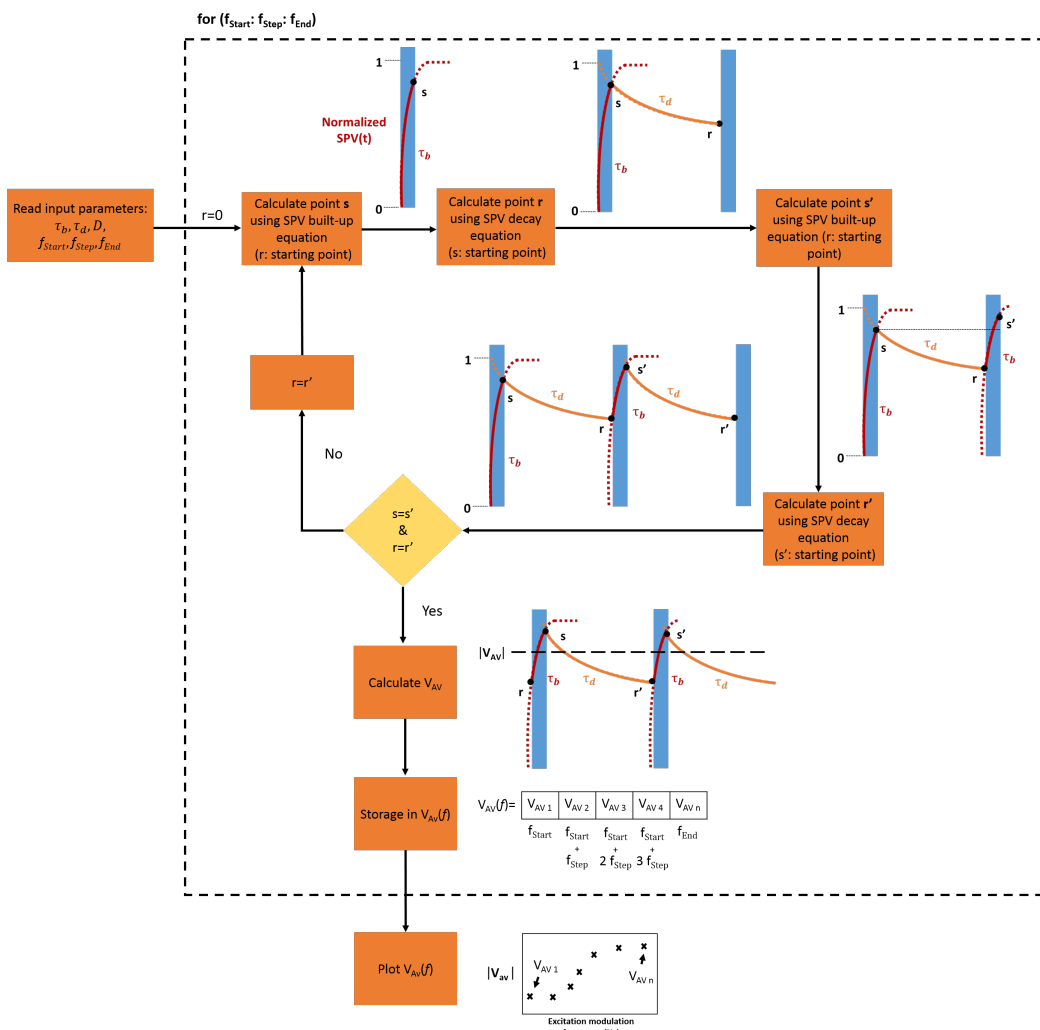 for (fStart: fStep: fEnd)
1
s
Normalized
SPV(t)
τb
0
1
s
τd
r
τb
0
Read input parameters:
τb, τd, D,
fStart, fStep, fEnd
r=0
Calculate point s
using SPV built-up
equation
(r: starting point)
Calculate point r
using SPV decay
equation
(s: starting point)
Calculate point s’
using SPV built-up
equation (r: starting
point)
1
s
τd
s’
τb
r
τb
0
r=r’
No
1
s
τd
s’
τd
r
τb
r’
τb
0
s=s’
&
r=r’
Calculate point r’
using SPV decay
equation
(s’: starting point)
Yes
Calculate VAV
|VAV|
s
s’
r
τb
τd
r’
τb
τd
Storage in VAv(f)
VAV(f)=
VAV 1
VAV 2
VAV 3
VAV 4
VAV n
fStart
fStart
+
fStep
fStart
+
2 fStep
fStart
+
3 fStep
fEnd
Plot VAv(f)
|Vav|
VAV 1
VAV n
Excitation modulation